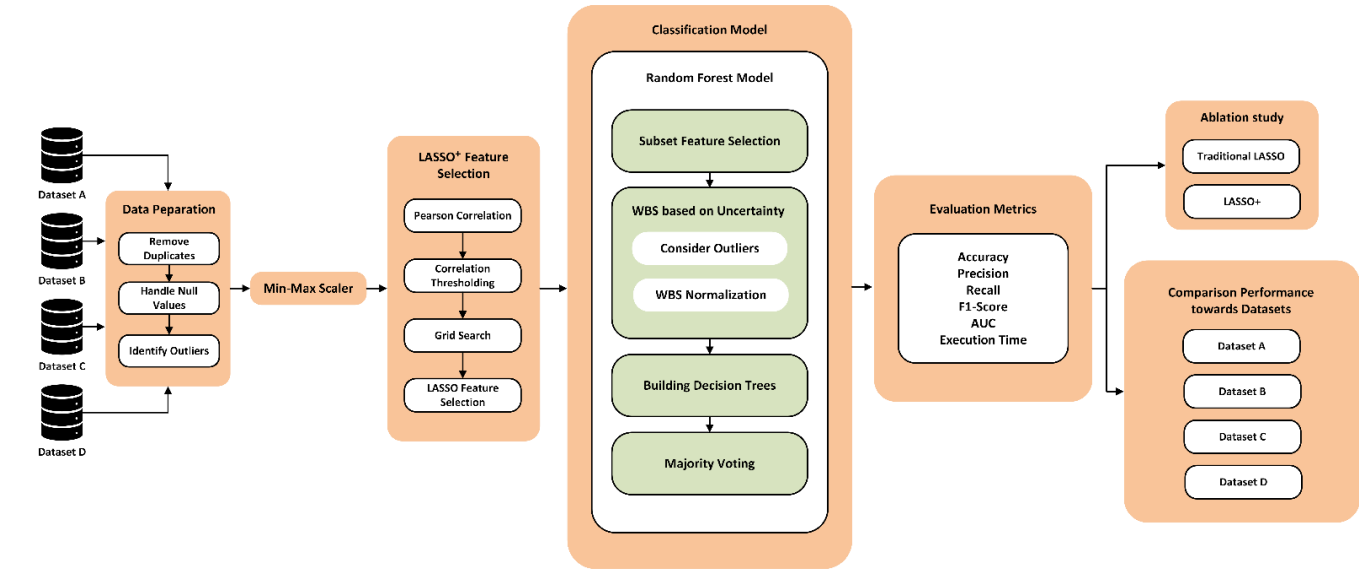 Dataset A
Dataset B
Dataset C
Dataset D
Data Peparation
Remove
Duplicates
Handle Null
Values
Identify Outliers
Min-Max Scaler
LASSO⁺ Feature
Selection
Pearson Correlation
Correlation
Thresholding
Grid Search
LASSO Feature
Selection
Classification Model
Random Forest Model
Subset Feature Selection
WBS based on Uncertainty
Consider Outliers
WBS Normalization
Building Decision Trees
Majority Voting
Evaluation Metrics
Accuracy
Precision
Recall
F1-Score
AUC
Execution Time
Ablation study
Traditional LASSO
LASSO+
Comparison Performance
towards Datasets
Dataset A
Dataset B
Dataset C
Dataset D